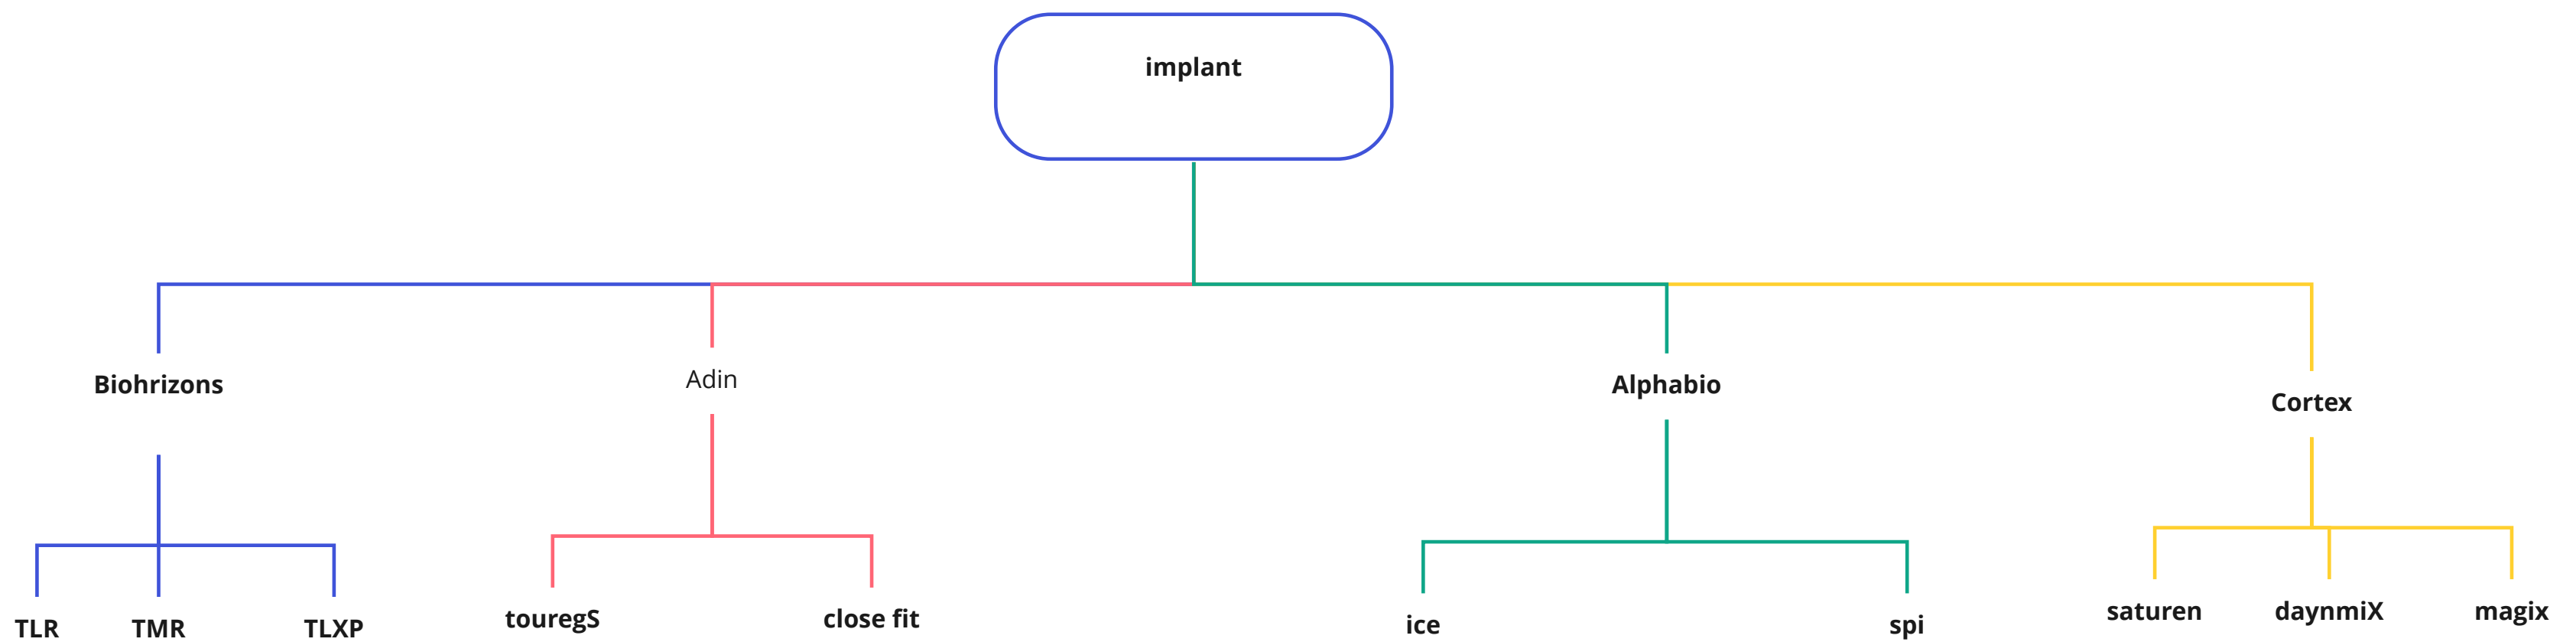 implant
Biohrizons
Adin
Alphabio
Cortex
TLR
TMR
TLXP
touregS
close fit
ice
spi
saturen
daynmiX
magix